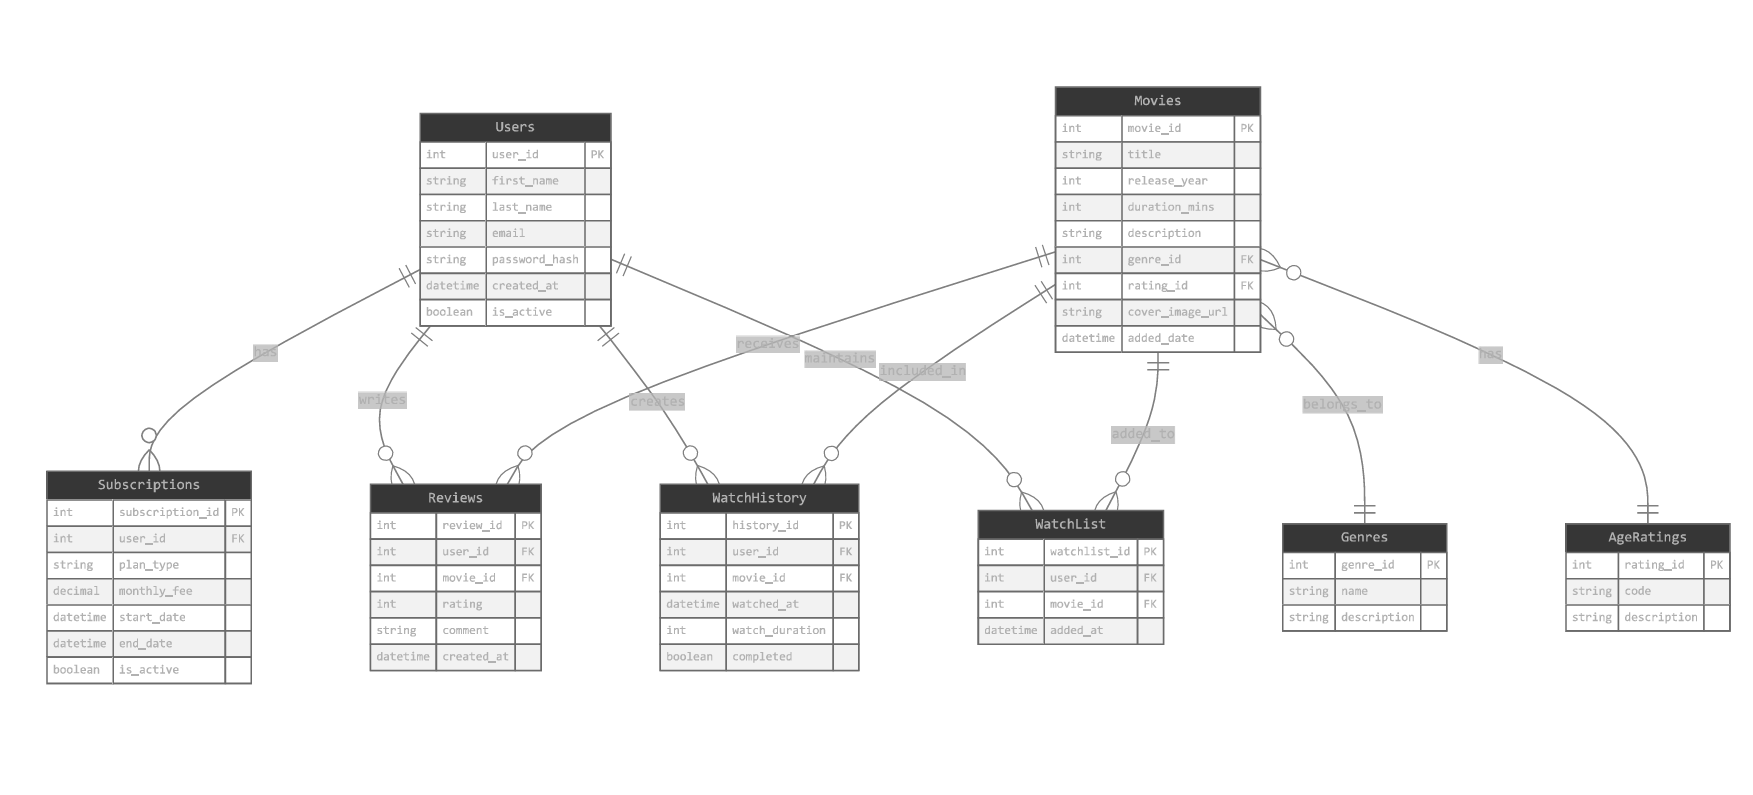 Users
int user_id PK
string first_name
string last_name
string email
string password_hash
datetime created_at
boolean is_active
Movies
int movie_id PK
string title
int release_year
int duration_mins
string description
int genre_id FK
int rating_id FK
string cover_image_url
datetime added_date
has
writes
creates
receives
maintains
included_in
added_to
belongs_to
has
Subscriptions
int subscription_id PK
int user_id FK
string plan_type
decimal monthly_fee
datetime start_date
datetime end_date
boolean is_active
Reviews
int review_id PK
int user_id FK
int movie_id FK
int rating
string comment
datetime created_at
WatchHistory
int history_id PK
int user_id FK
int movie_id FK
datetime watched_at
int watch_duration
boolean completed
WatchList
int watchlist_id PK
int user_id FK
int movie_id FK
datetime added_at
Genres
int genre_id PK
string name
string description
AgeRatings
int rating_id PK
string code
string description